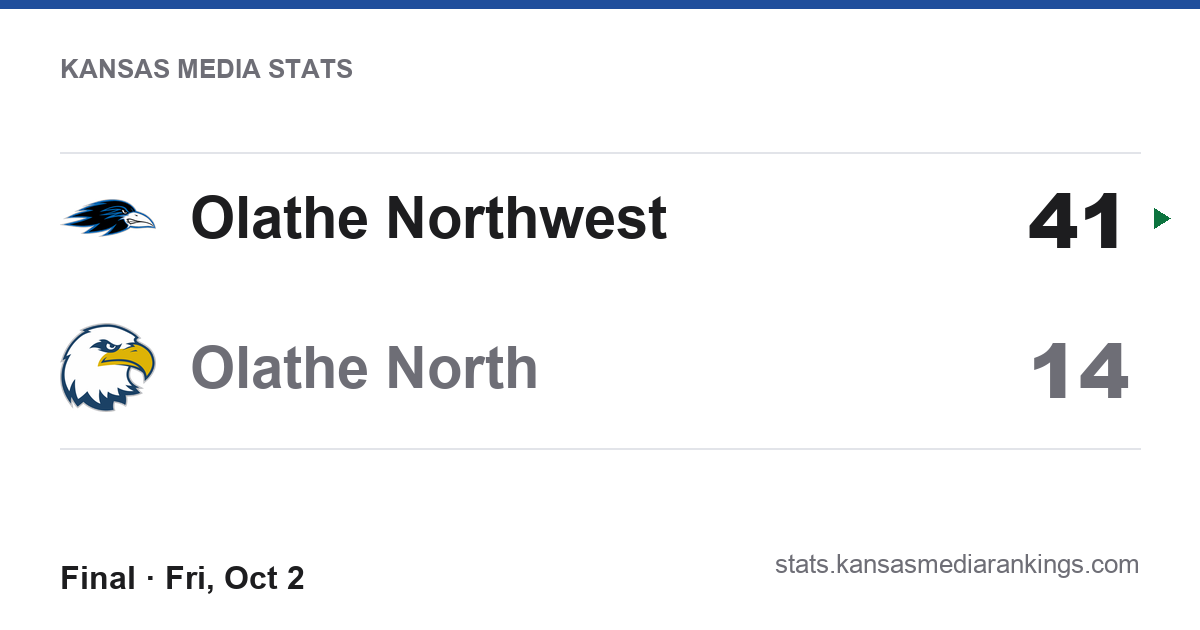 KANSAS MEDIA STATS
Olathe Northwest 41
Olathe North 14
Final · Fri, Oct 2
stats.kansasmediarankings.com